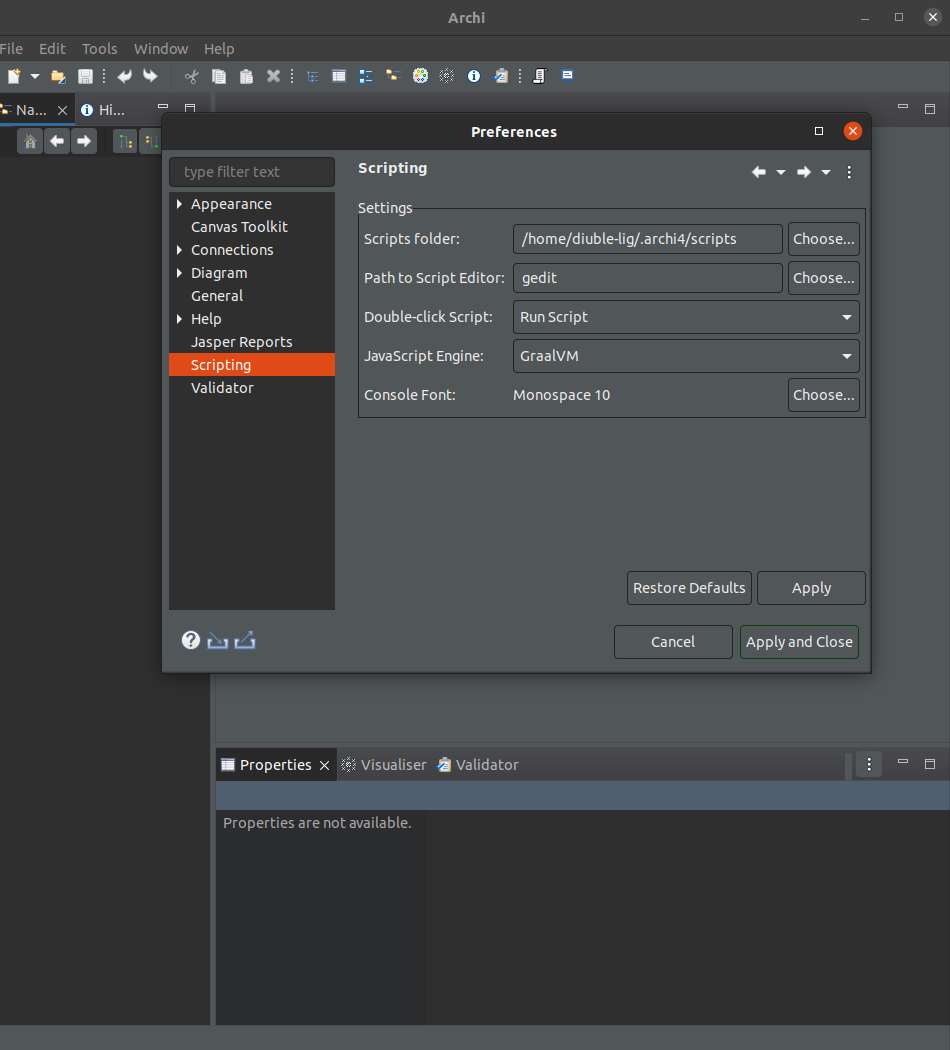 Archi
File Edit Tools Window Help
Na... Hi...
Preferences
type filter text
Appearance
Canvas Toolkit
Connections
Diagram
General
Help
Jasper Reports
Scripting
Validator
Scripting
Settings
Scripts folder: /home/diuble-lig/.archi4/scripts Choose...
Path to Script Editor: gedit Choose...
Double-click Script: Run Script
JavaScript Engine: GraalVM
Console Font: Monospace 10 Choose...
Restore Defaults Apply
Cancel Apply and Close
Properties Visualiser Validator
Properties are not available.